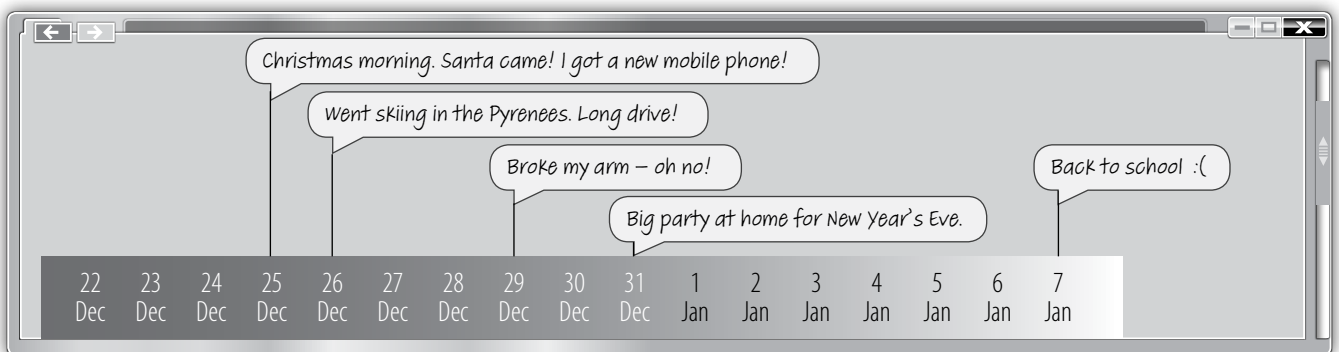 Christmas morning. Santa came! I got a new mobile phone!
Went skiing in the Pyrenees. Long drive!
Broke my arm – oh no!
Back to school :(
Big party at home for New Year's Eve.
22 23 24 25 26 27 28 29 30 31 1 2 3 4 5 6 7
Dec Dec Dec Dec Dec Dec Dec Dec Dec Dec Jan Jan Jan Jan Jan Jan Jan